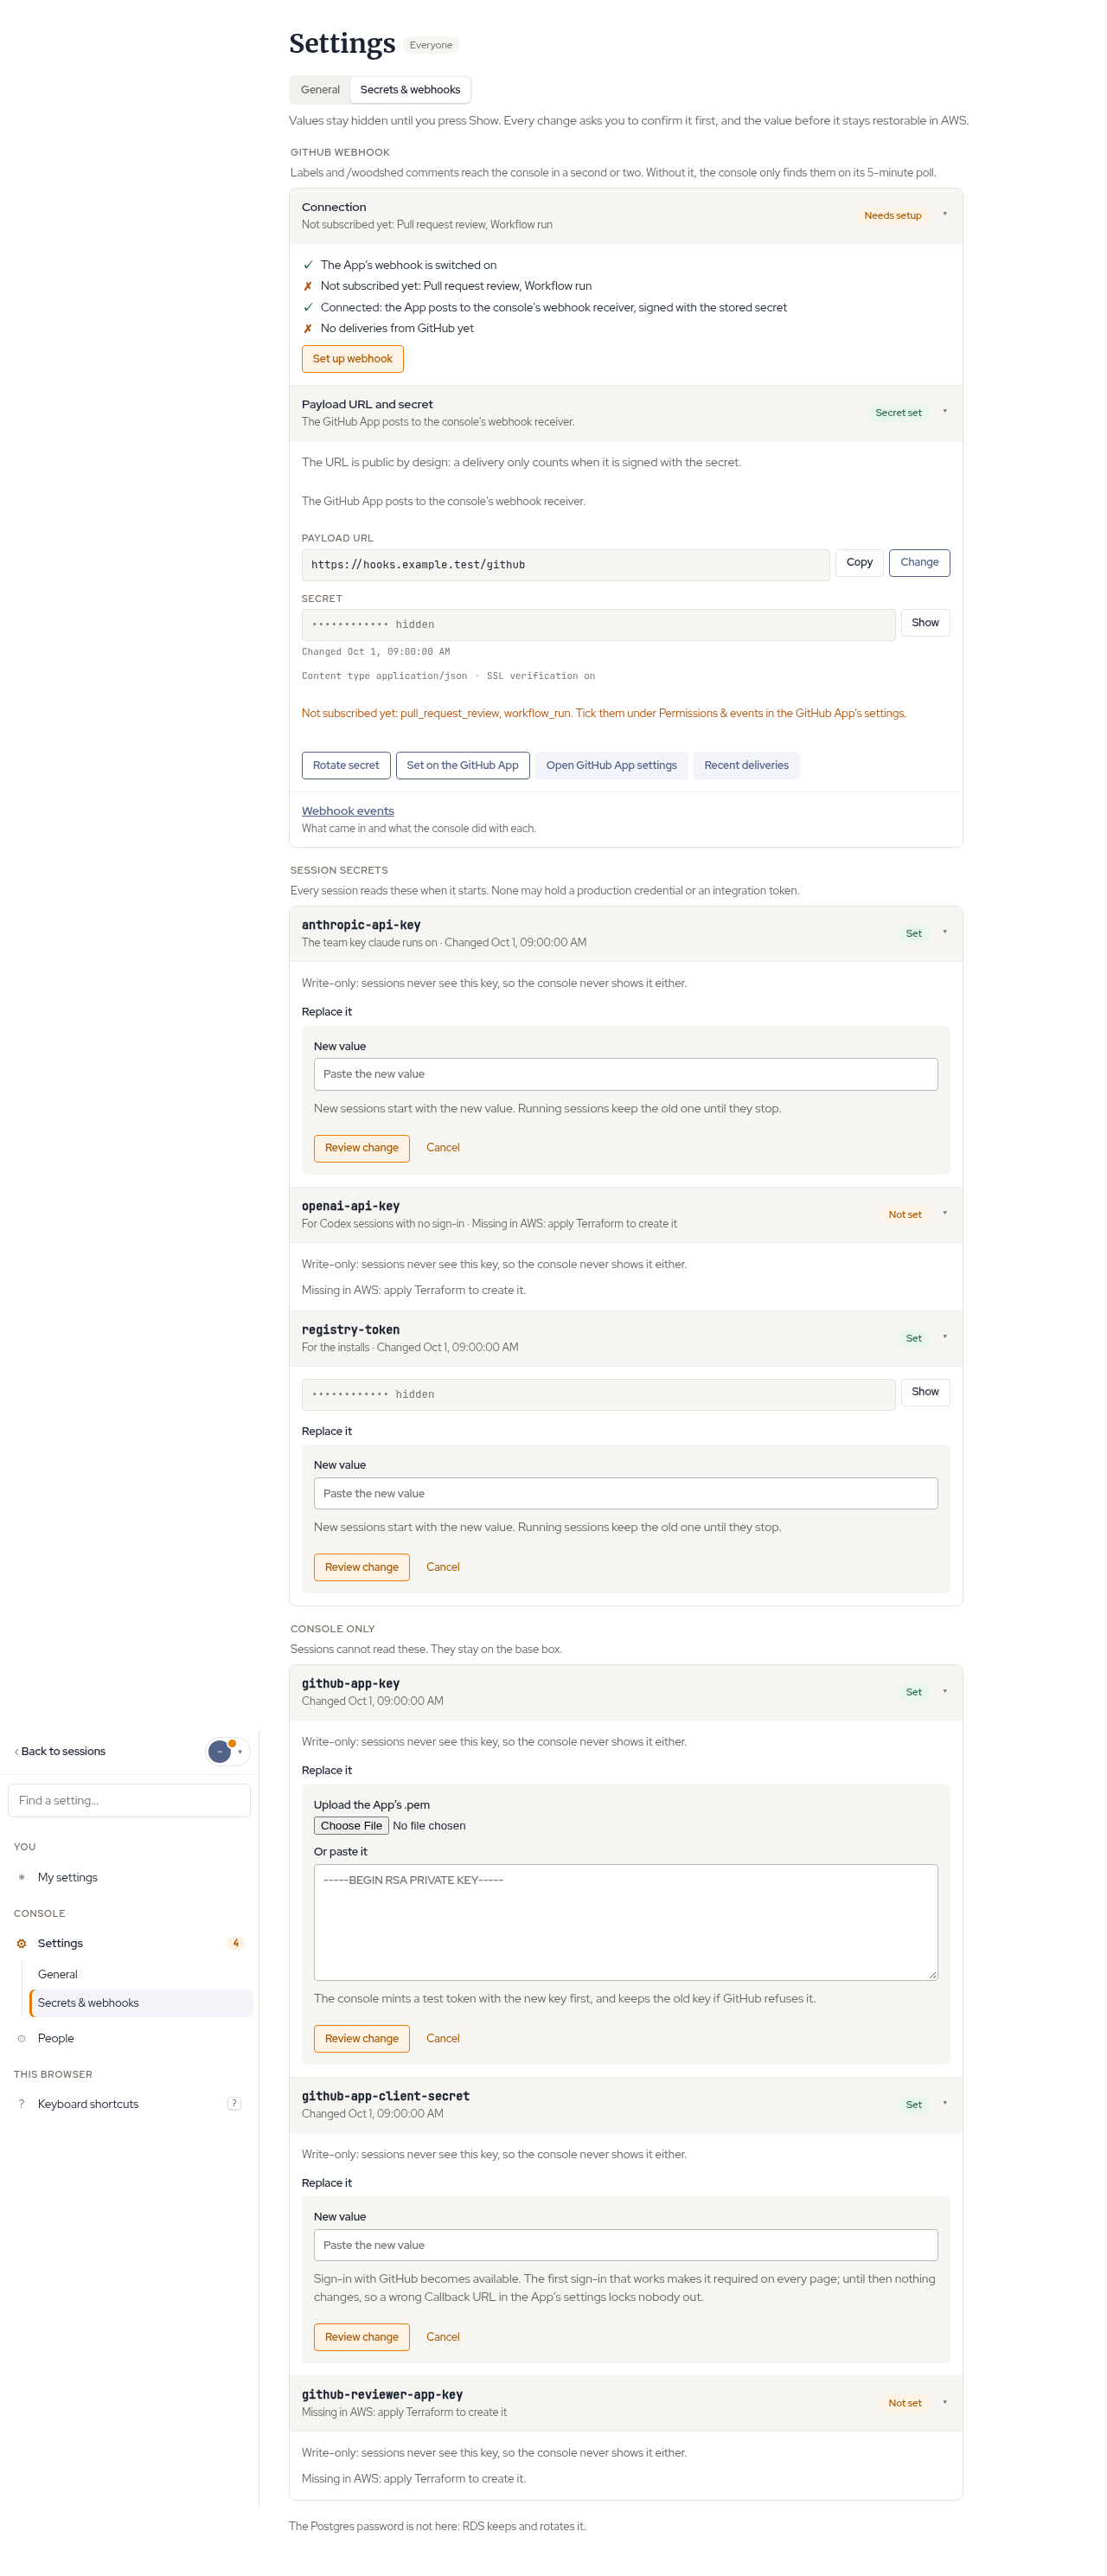 Settings Everyone
General Secrets & webhooks
Values stay hidden until you press Show. Every change asks you to confirm it first, and the value before it stays restorable in AWS.
GITHUB WEBHOOK
Labels and /woodshed comments reach the console in a second or two. Without it, the console only finds them on its 5-minute poll.
Connection
Not subscribed yet: Pull request review, Workflow run
Needs setup
✓ The App's webhook is switched on
✗ Not subscribed yet: Pull request review, Workflow run
✓ Connected: the App posts to the console's webhook receiver, signed with the stored secret
✗ No deliveries from GitHub yet
Set up webhook
Payload URL and secret
The GitHub App posts to the console's webhook receiver.
Secret set
The URL is public by design: a delivery only counts when it is signed with the secret.
The GitHub App posts to the console's webhook receiver.
PAYLOAD URL
https://hooks.example.test/github Copy Change
SECRET
•••••••••••• hidden Show
Changed Oct 1, 09:00:00 AM
Content type application/json · SSL verification on
Not subscribed yet: pull_request_review, workflow_run. Tick them under Permissions & events in the GitHub App's settings.
Rotate secret Set on the GitHub App Open GitHub App settings Recent deliveries
Webhook events
What came in and what the console did with each.
SESSION SECRETS
Every session reads these when it starts. None may hold a production credential or an integration token.
anthropic-api-key
The team key claude runs on · Changed Oct 1, 09:00:00 AM
Set
Write-only: sessions never see this key, so the console never shows it either.
Replace it
New value
Paste the new value
New sessions start with the new value. Running sessions keep the old one until they stop.
Review change Cancel
openai-api-key
For Codex sessions with no sign-in · Missing in AWS: apply Terraform to create it
Not set
Write-only: sessions never see this key, so the console never shows it either.
Missing in AWS: apply Terraform to create it.
registry-token
For the installs · Changed Oct 1, 09:00:00 AM
Set
•••••••••••• hidden Show
Replace it
New value
Paste the new value
New sessions start with the new value. Running sessions keep the old one until they stop.
Review change Cancel
CONSOLE ONLY
Sessions cannot read these. They stay on the base box.
github-app-key
Changed Oct 1, 09:00:00 AM
Set
Write-only: sessions never see this key, so the console never shows it either.
Replace it
Upload the App's .pem
Choose File No file chosen
Or paste it
-----BEGIN RSA PRIVATE KEY-----
The console mints a test token with the new key first, and keeps the old key if GitHub refuses it.
Review change Cancel
github-app-client-secret
Changed Oct 1, 09:00:00 AM
Set
Write-only: sessions never see this key, so the console never shows it either.
Replace it
New value
Paste the new value
Sign-in with GitHub becomes available. The first sign-in that works makes it required on every page; until then nothing
changes, so a wrong Callback URL in the App's settings locks nobody out.
Review change Cancel
github-reviewer-app-key
Missing in AWS: apply Terraform to create it
Not set
Write-only: sessions never see this key, so the console never shows it either.
Missing in AWS: apply Terraform to create it.
The Postgres password is not here: RDS keeps and rotates it.
‹ Back to sessions
Find a setting...
YOU
My settings
CONSOLE
Settings 4
General
Secrets & webhooks
People
THIS BROWSER
? Keyboard shortcuts ?